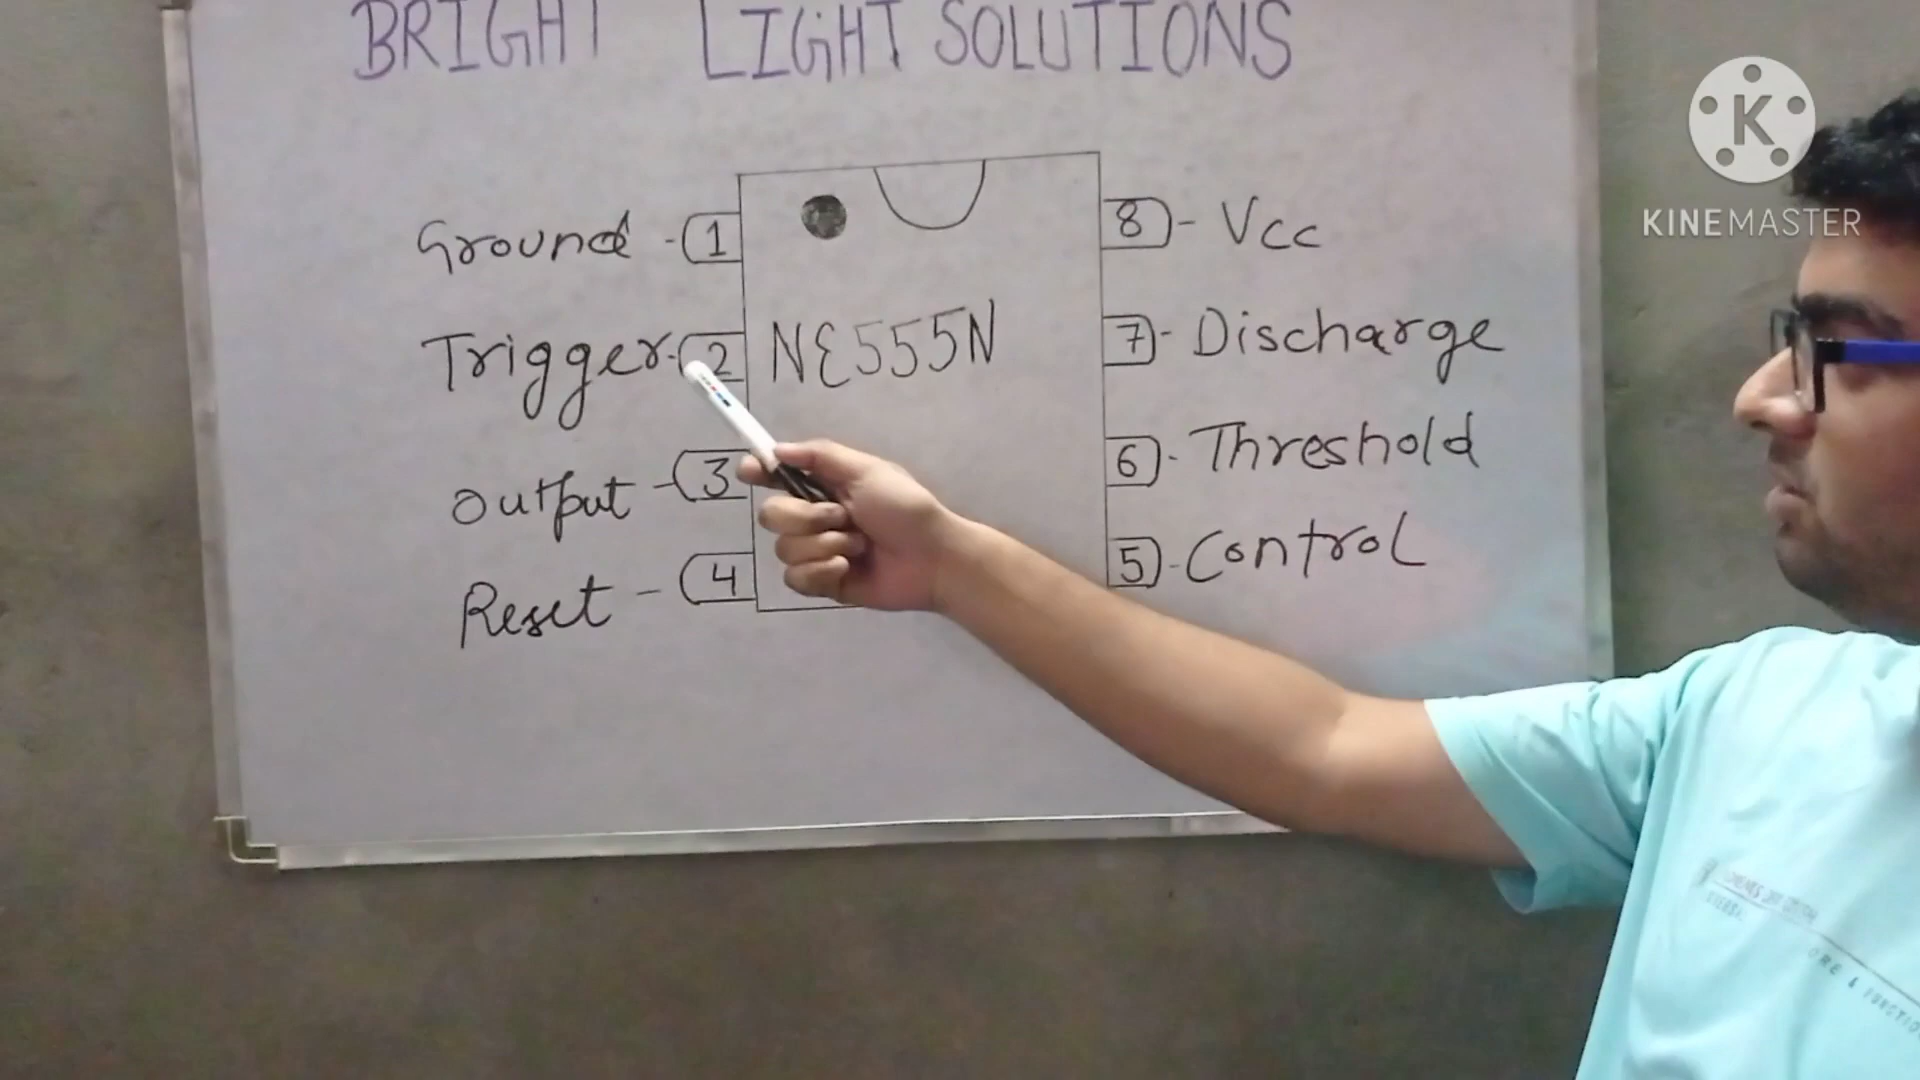 BRIGHT LIGHT SOLUTIONS
KINEMASTER
Ground - 1
8 - Vcc
Trigger - 2
NE555N
7 - Discharge
Output - 3
6 - Threshold
Reset - 4
5 - Control